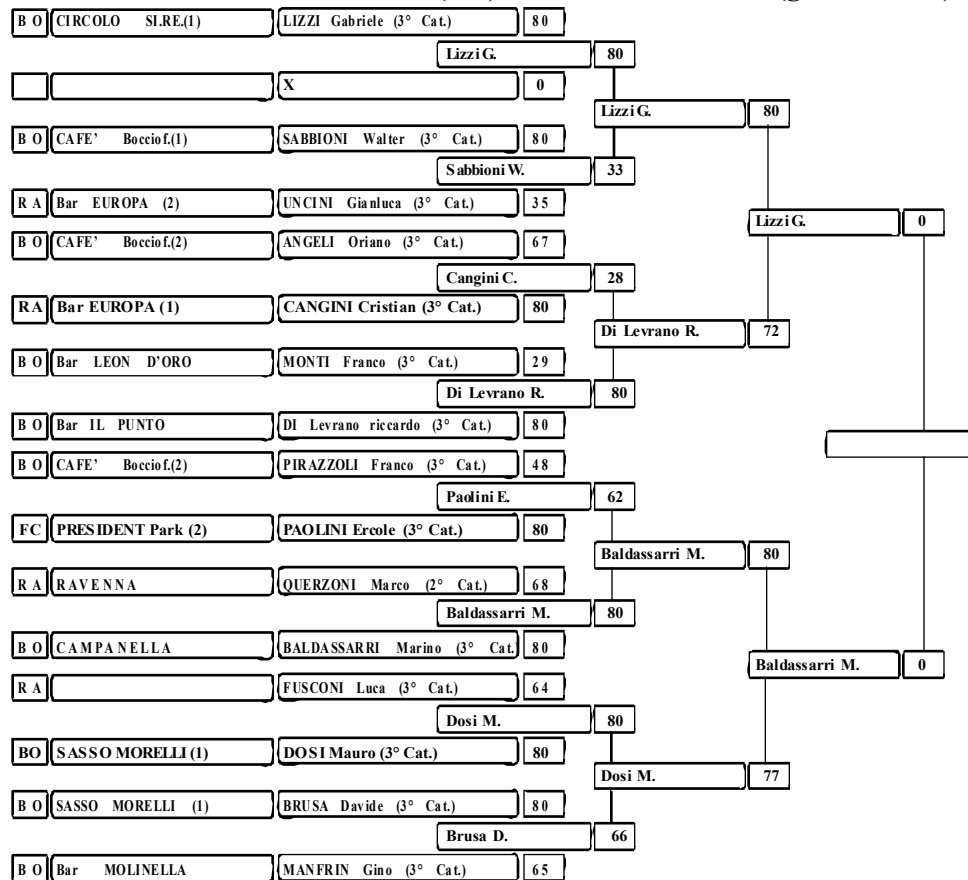 B O CIRCOLO SI.RE.(1) LIZZI Gabriele (3° Cat.) 80
Lizzi G. 80
X 0
Lizzi G. 80
B O CAFE' Bocciof.(1) SABBIONI Walter (3° Cat.) 80
Sabbioni W. 33
R A Bar EUROPA (2) UNCINI Gianluca (3° Cat.) 35
Lizzi G. 0
B O CAFE' Bocciof.(2) ANGELI Oriano (3° Cat.) 67
Cangini C. 28
RA Bar EUROPA (1) CANGINI Cristian (3° Cat.) 80
Di Levrano R. 72
B O Bar LEON D'ORO MONTI Franco (3° Cat.) 29
Di Levrano R. 80
B O Bar IL PUNTO DI Levrano riccardo (3° Cat.) 80
B O CAFE' Bocciof.(2) PIRAZZOLI Franco (3° Cat.) 48
Paolini E. 62
FC PRESIDENT Park (2) PAOLINI Ercole (3° Cat.) 80
Baldassarri M. 80
R A RAVENNA QUERZONI Marco (2° Cat.) 68
Baldassarri M. 80
B O CAMPANELLA BALDASSARRI Marino (3° Cat. 80
Baldassarri M. 0
R A FUSCONI Luca (3° Cat.) 64
Dosi M. 80
BO SASSO MORELLI (1) DOSI Mauro (3° Cat.) 80
Dosi M. 77
B O SASSO MORELLI (1) BRUSA Davide (3° Cat.) 80
Brusa D. 66
B O Bar MOLINELLA MANFRIN Gino (3° Cat.) 65